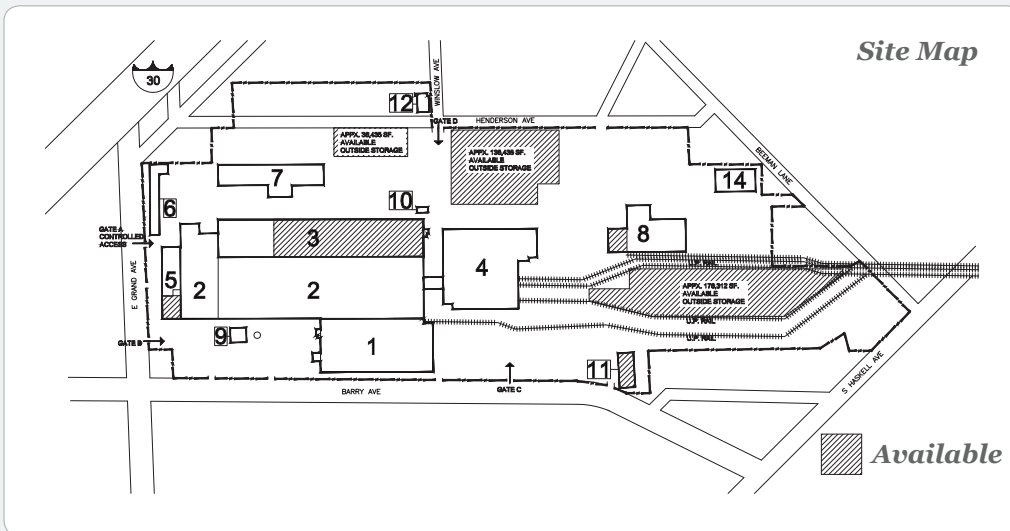 Site Map
30
12
WINSLOW AVE
GATE D
HENDERSON AVE
APPX. 38,435 SF.
AVAILABLE
OUTSIDE STORAGE
APPX. 136,456 SF.
AVAILABLE
OUTSIDE STORAGE
BEEMAN LANE
7
14
10
6
GATE A
CONTROLLED
ACCESS
3
8
E GRAND AVE
5
2
2
4
U.P. RAIL
APPX. 178,312 SF.
AVAILABLE
OUTSIDE STORAGE
U.P. RAIL
U.P. RAIL
9
GATE B
1
11
GATE C
BARRY AVE
S. HASKELL AVE
Available